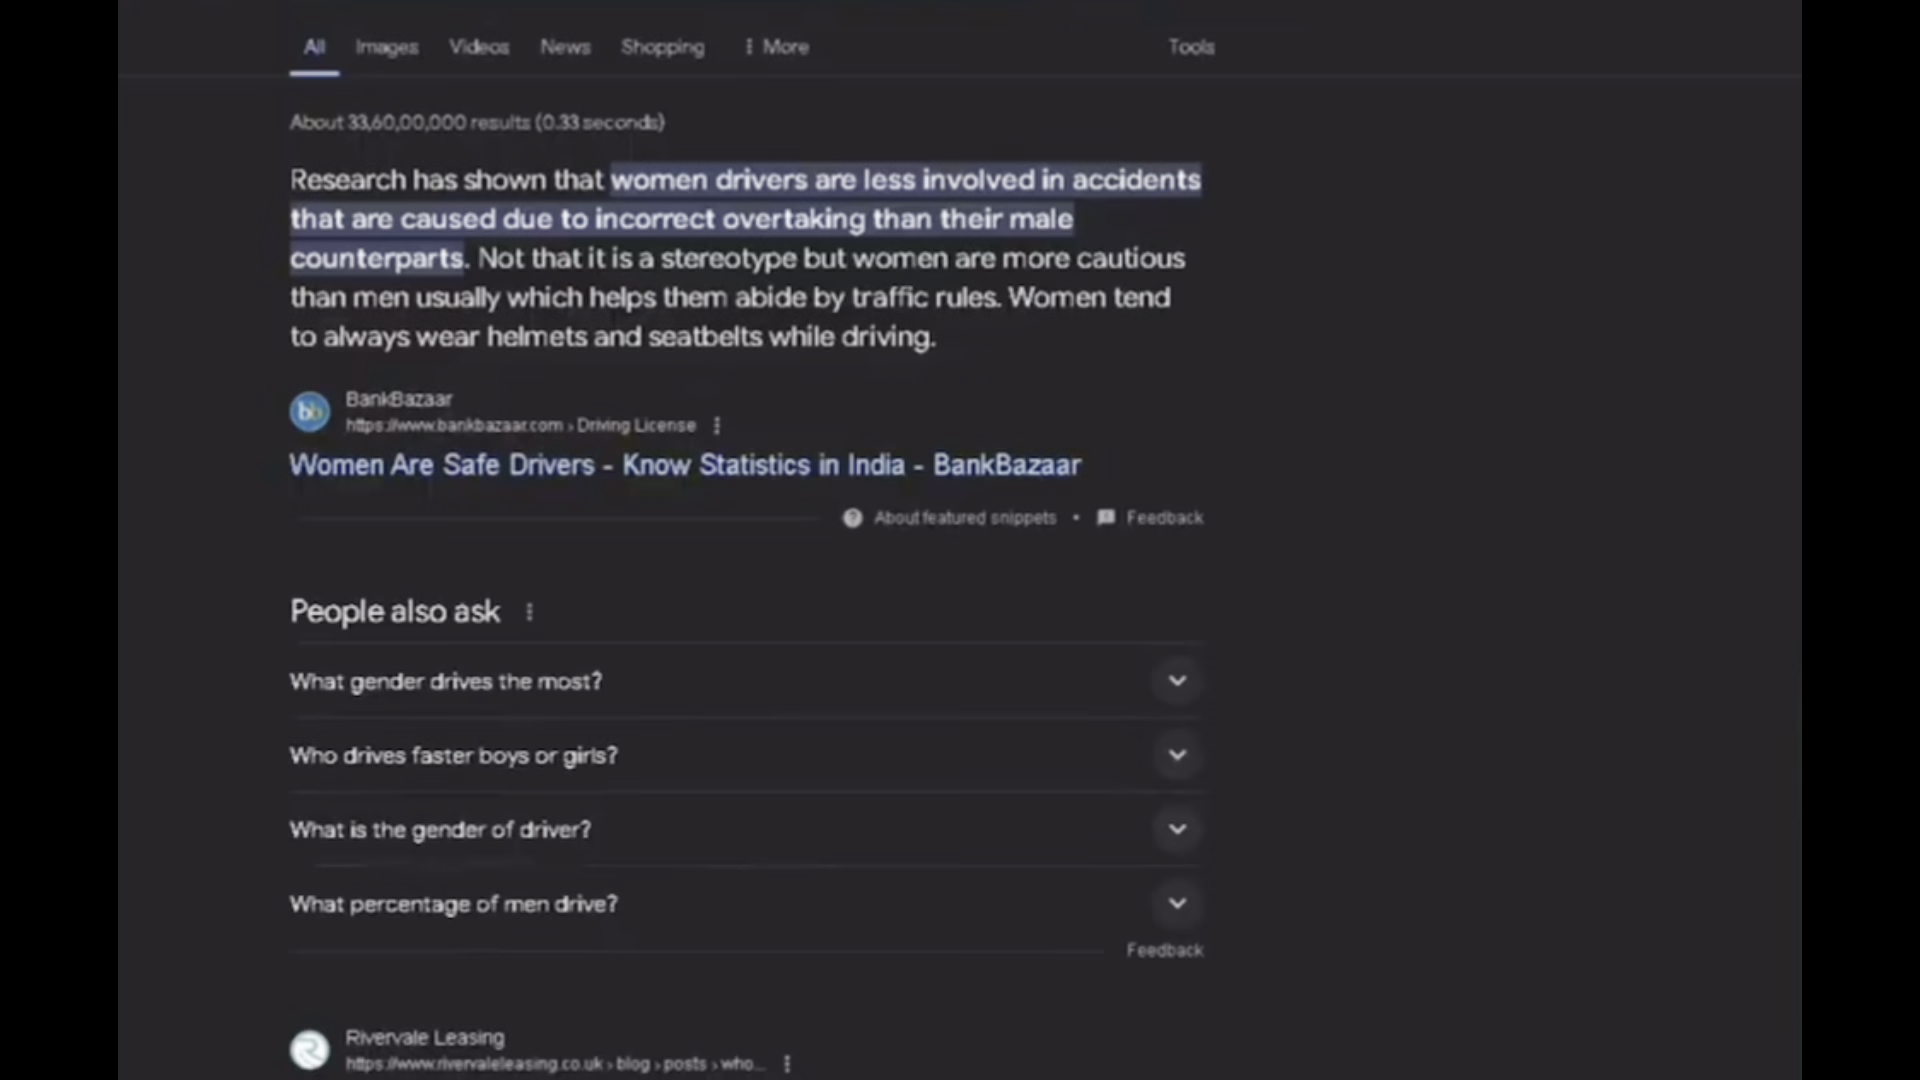 All Images Videos News Shopping More Tools
About 33,60,00,000 results (0.33 seconds)
Research has shown that women drivers are less involved in accidents
that are caused due to incorrect overtaking than their male
counterparts. Not that it is a stereotype but women are more cautious
than men usually which helps them abide by traffic rules. Women tend
to always wear helmets and seatbelts while driving.
bb
BankBazaar
https://www.bankbazaar.com › Driving License
Women Are Safe Drivers - Know Statistics in India - BankBazaar
About featured snippets • Feedback
People also ask
What gender drives the most?
Who drives faster boys or girls?
What is the gender of driver?
What percentage of men drive?
Feedback
Rivervale Leasing
https://www.rivervaleleasing.co.uk › blog › posts › who...